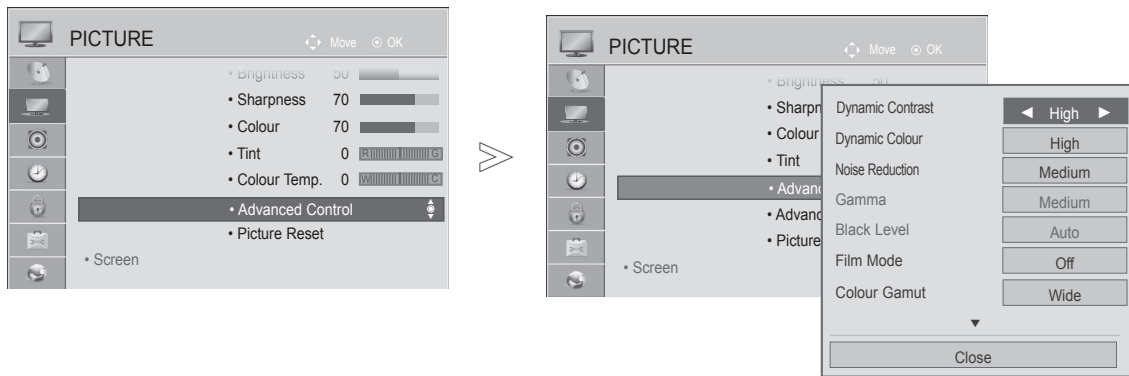 PICTURE
Move OK
• Brightness 50
• Sharpness 70
• Colour 70
• Tint 0 R G
• Colour Temp. 0 W C
• Advanced Control
• Picture Reset
• Screen
PICTURE
Move OK
• Brightness 50
• Sharpn
• Colour
• Tint
• Advanc
• Advanc
• Picture
• Screen
Dynamic Contrast ◄ High ►
Dynamic Colour High
Noise Reduction Medium
Gamma Medium
Black Level Auto
Film Mode Off
Colour Gamut Wide
▼
Close